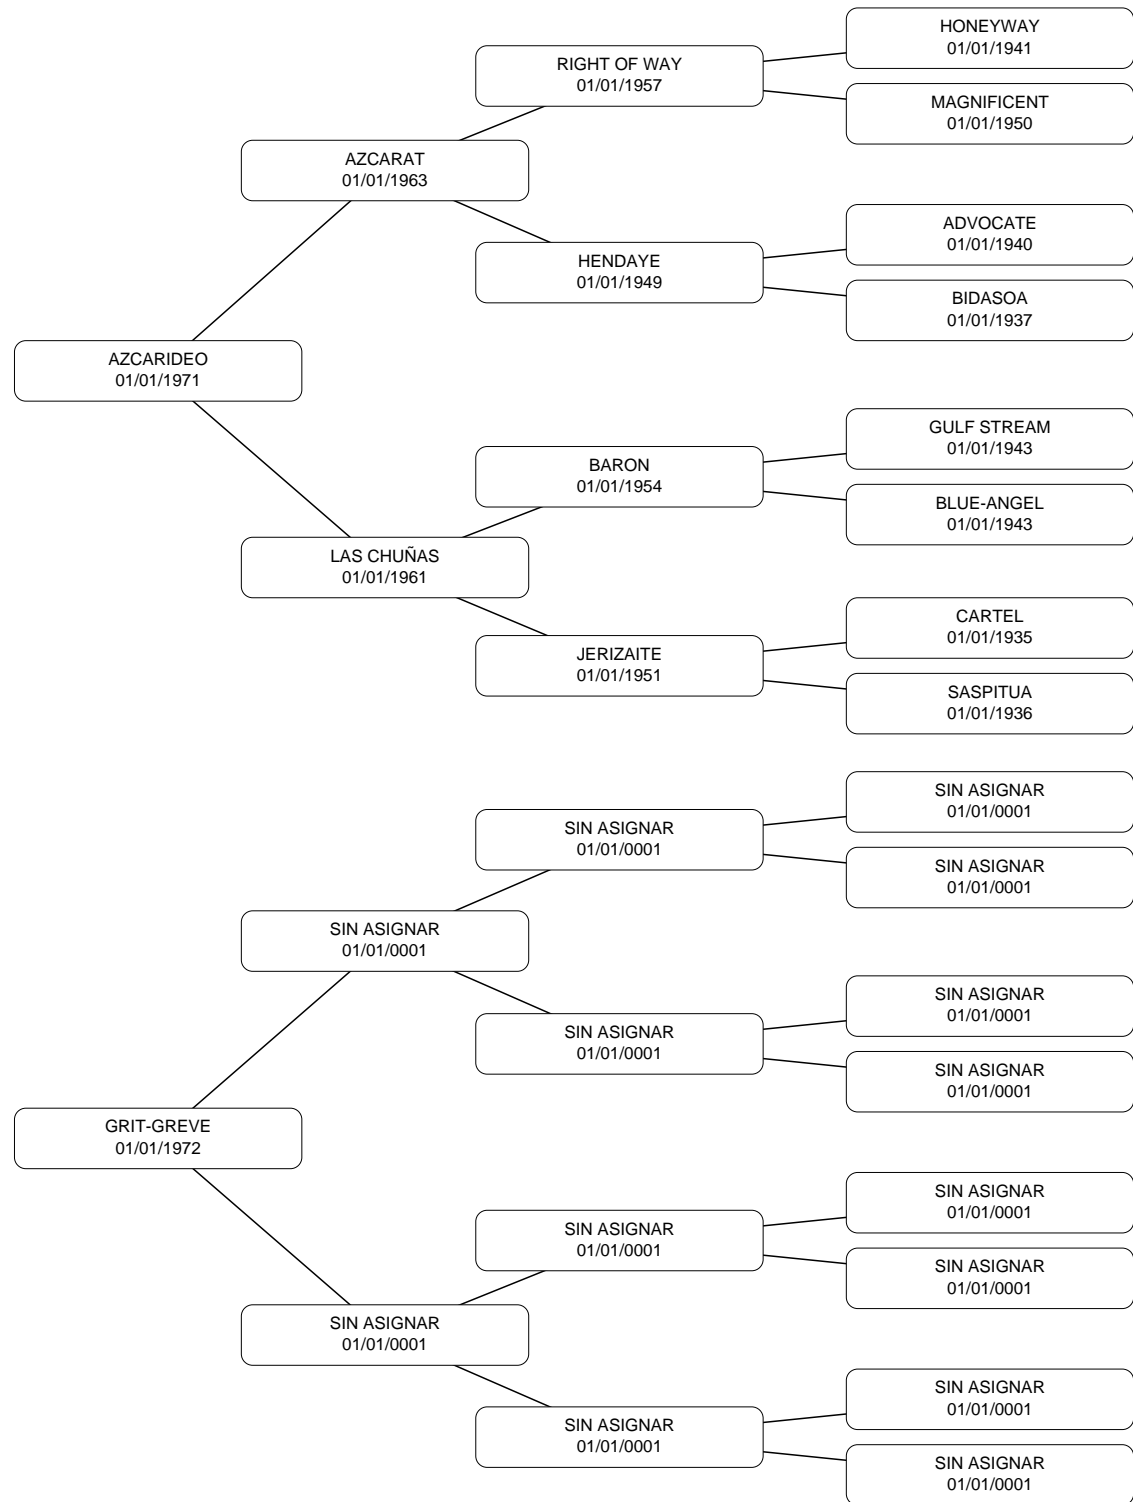 HONEYWAY
01/01/1941
RIGHT OF WAY
01/01/1957
MAGNIFICENT
01/01/1950
AZCARAT
01/01/1963
ADVOCATE
01/01/1940
HENDAYE
01/01/1949
BIDASOA
01/01/1937
AZCARIDEO
01/01/1971
GULF STREAM
01/01/1943
BARON
01/01/1954
BLUE-ANGEL
01/01/1943
LAS CHUÑAS
01/01/1961
CARTEL
01/01/1935
JERIZAITE
01/01/1951
SASPITUA
01/01/1936
SIN ASIGNAR
01/01/0001
SIN ASIGNAR
01/01/0001
SIN ASIGNAR
01/01/0001
SIN ASIGNAR
01/01/0001
SIN ASIGNAR
01/01/0001
SIN ASIGNAR
01/01/0001
SIN ASIGNAR
01/01/0001
GRIT-GREVE
01/01/1972
SIN ASIGNAR
01/01/0001
SIN ASIGNAR
01/01/0001
SIN ASIGNAR
01/01/0001
SIN ASIGNAR
01/01/0001
SIN ASIGNAR
01/01/0001
SIN ASIGNAR
01/01/0001
SIN ASIGNAR
01/01/0001